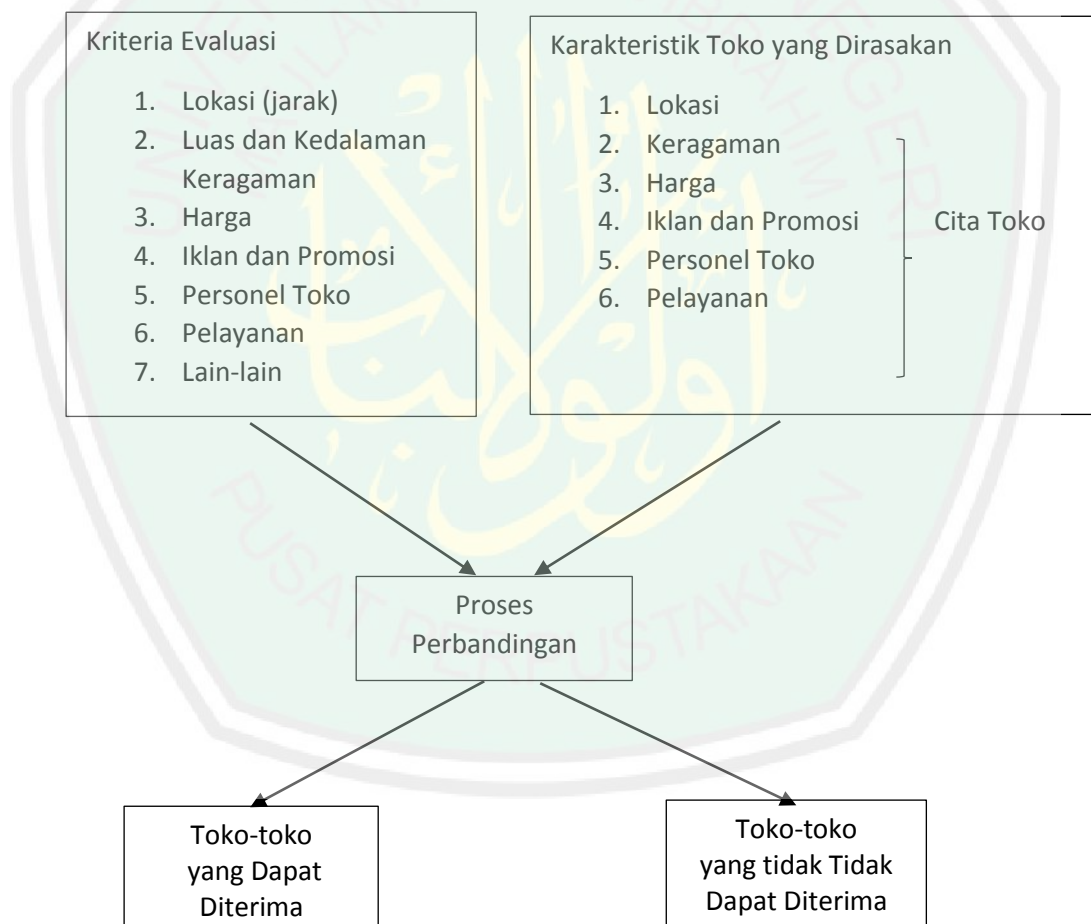 Kriteria Evaluasi
1. Lokasi (jarak)
2. Luas dan Kedalaman
Keragaman
3. Harga
4. Iklan dan Promosi
5. Personel Toko
6. Pelayanan
7. Lain-lain
Karakteristik Toko yang Dirasakan
1. Lokasi
2. Keragaman
3. Harga
4. Iklan dan Promosi
5. Personel Toko
6. Pelayanan
Cita Toko
Proses
Perbandingan
Toko-toko
yang Dapat
Diterima
Toko-toko
yang tidak Tidak
Dapat Diterima
PUSAT PERPUSTAKAAN